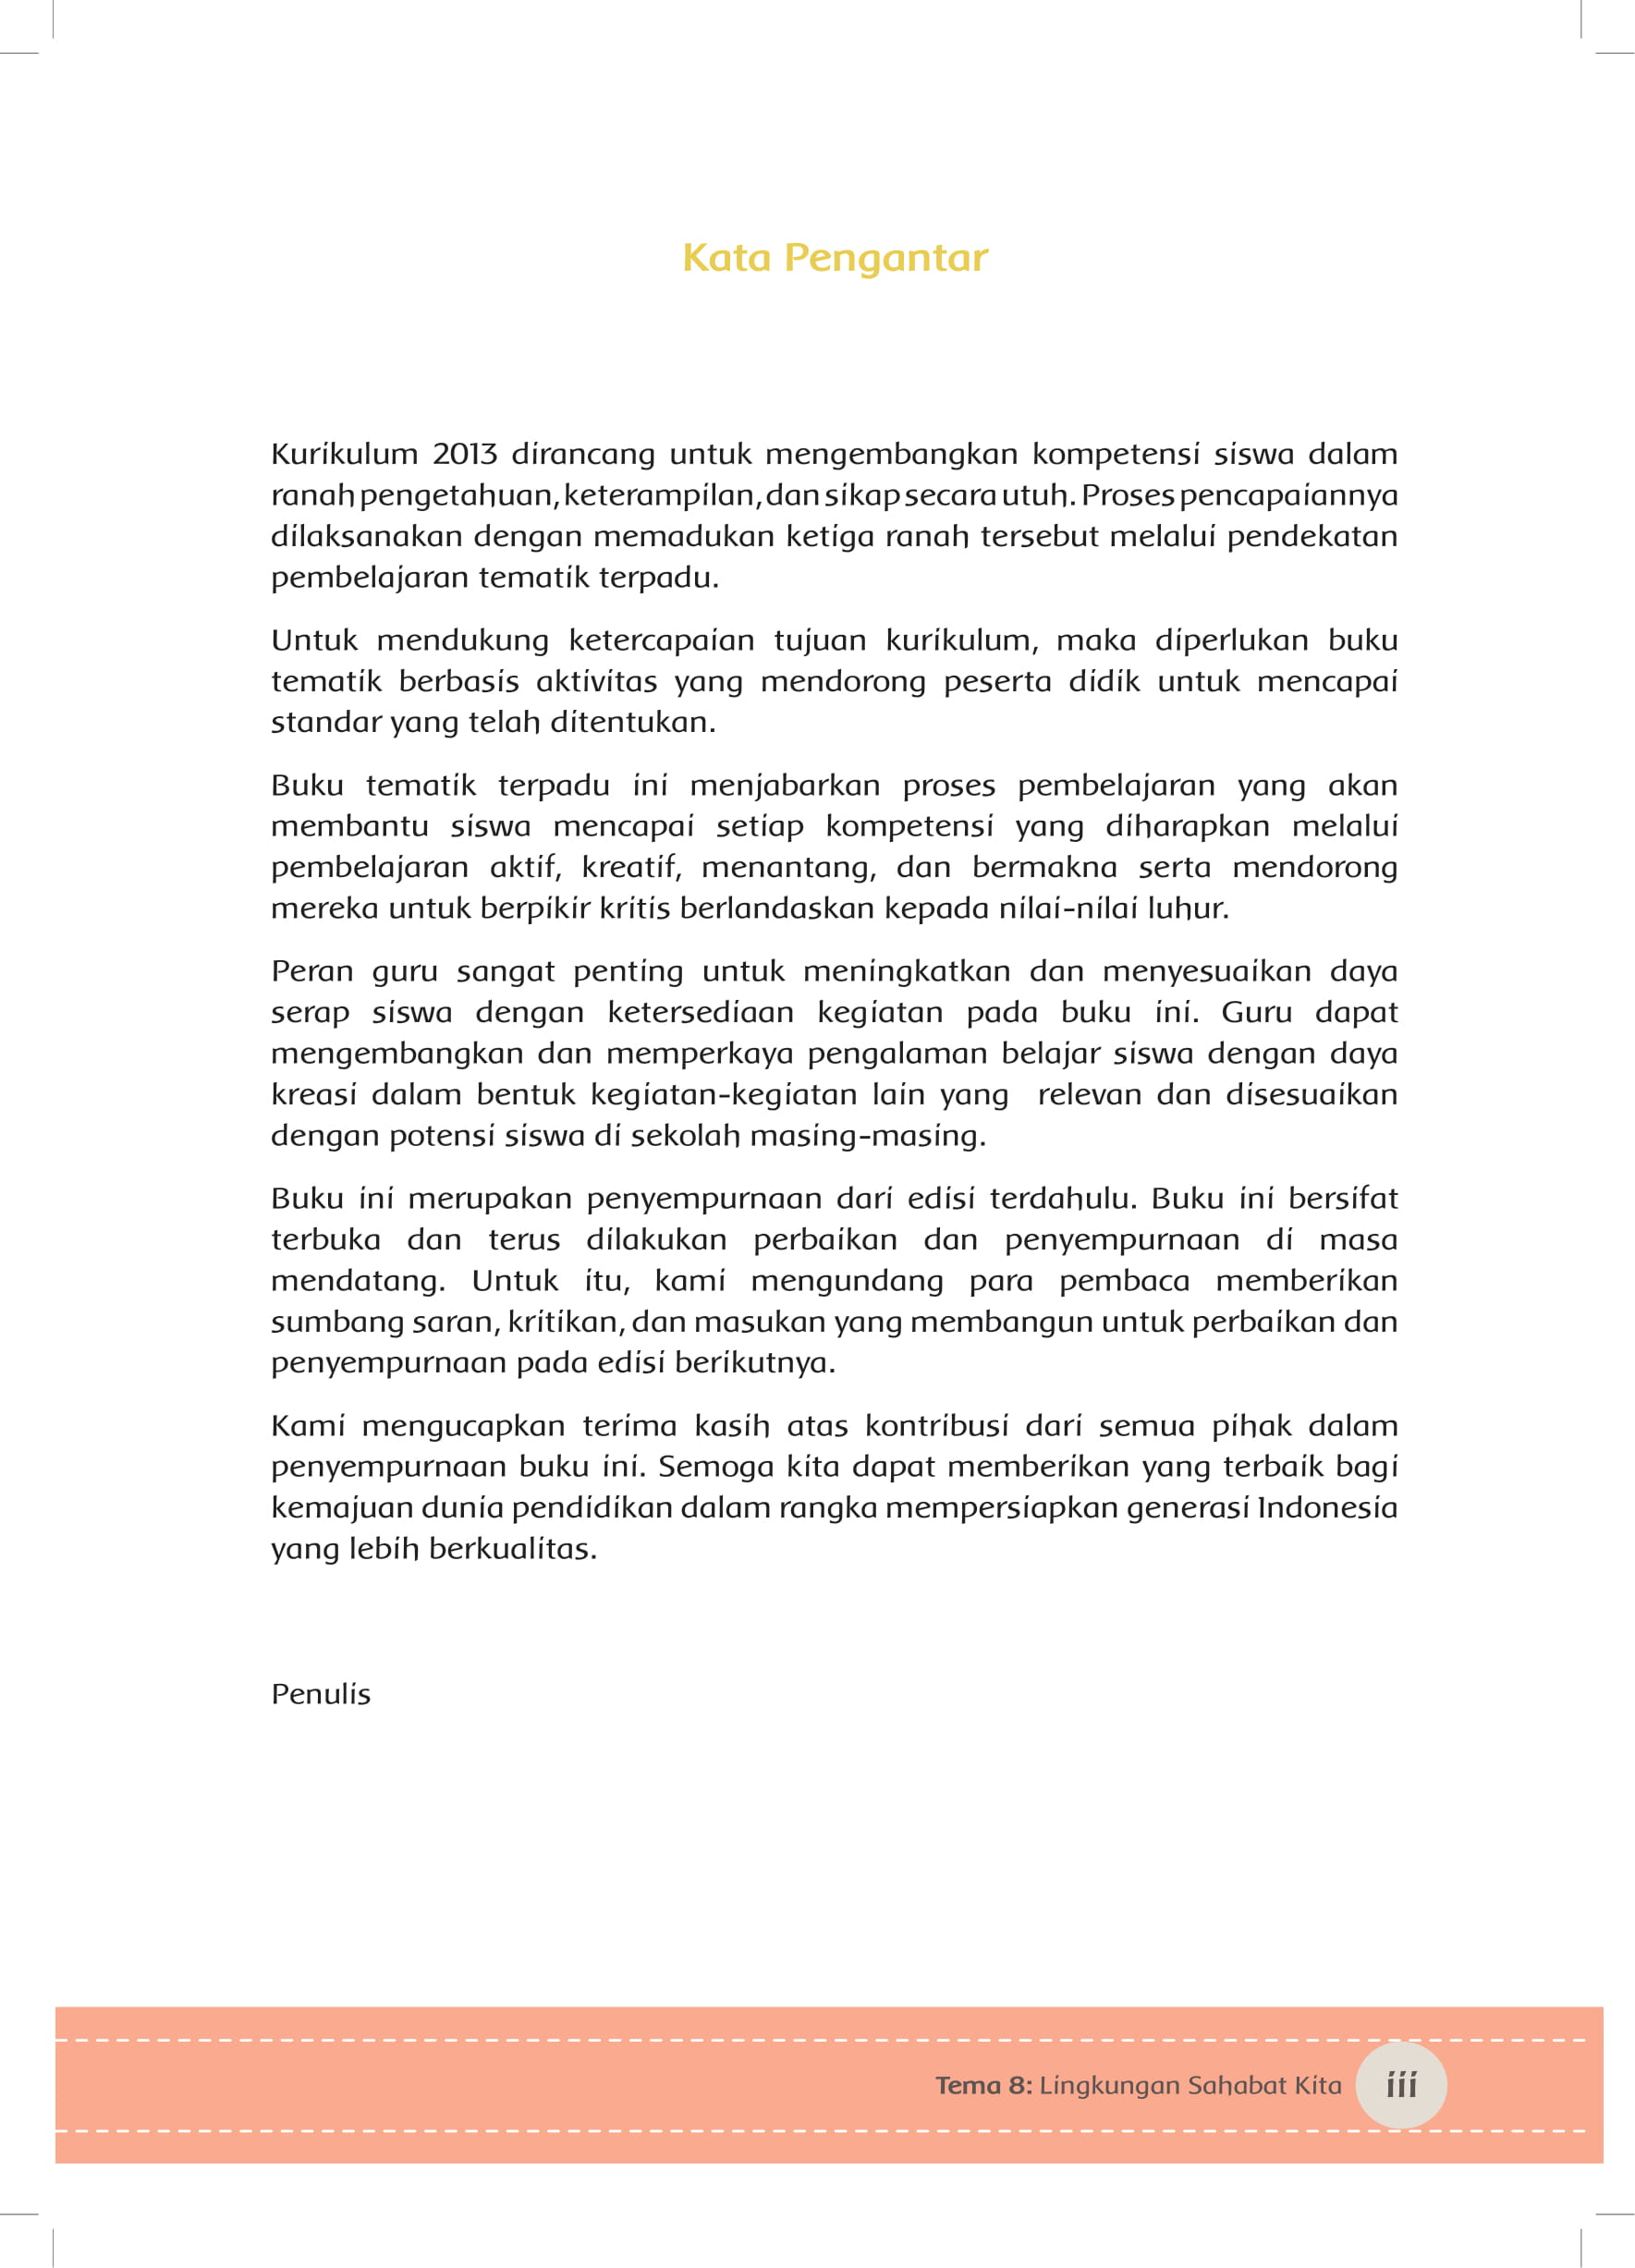 Kata Pengantar
Kurikulum 2013 dirancang untuk mengembangkan kompetensi siswa dalam
ranah pengetahuan, keterampilan, dan sikap secara utuh. Proses pencapaiannya
dilaksanakan dengan memadukan ketiga ranah tersebut melalui pendekatan
pembelajaran tematik terpadu.
Untuk mendukung ketercapaian tujuan kurikulum, maka diperlukan buku
tematik berbasis aktivitas yang mendorong peserta didik untuk mencapai
standar yang telah ditentukan.
Buku tematik terpadu ini menjabarkan proses pembelajaran yang akan
membantu siswa mencapai setiap kompetensi yang diharapkan melalui
pembelajaran aktif, kreatif, menantang, dan bermakna serta mendorong
mereka untuk berpikir kritis berlandaskan kepada nilai-nilai luhur.
Peran guru sangat penting untuk meningkatkan dan menyesuaikan daya
serap siswa dengan ketersediaan kegiatan pada buku ini. Guru dapat
mengembangkan dan memperkaya pengalaman belajar siswa dengan daya
kreasi dalam bentuk kegiatan-kegiatan lain yang relevan dan disesuaikan
dengan potensi siswa di sekolah masing-masing.
Buku ini merupakan penyempurnaan dari edisi terdahulu. Buku ini bersifat
terbuka dan terus dilakukan perbaikan dan penyempurnaan di masa
mendatang. Untuk itu, kami mengundang para pembaca memberikan
sumbang saran, kritikan, dan masukan yang membangun untuk perbaikan dan
penyempurnaan pada edisi berikutnya.
Kami mengucapkan terima kasih atas kontribusi dari semua pihak dalam
penyempurnaan buku ini. Semoga kita dapat memberikan yang terbaik bagi
kemajuan dunia pendidikan dalam rangka mempersiapkan generasi Indonesia
yang lebih berkualitas.
Penulis
Tema 8: Lingkungan Sahabat Kita iii